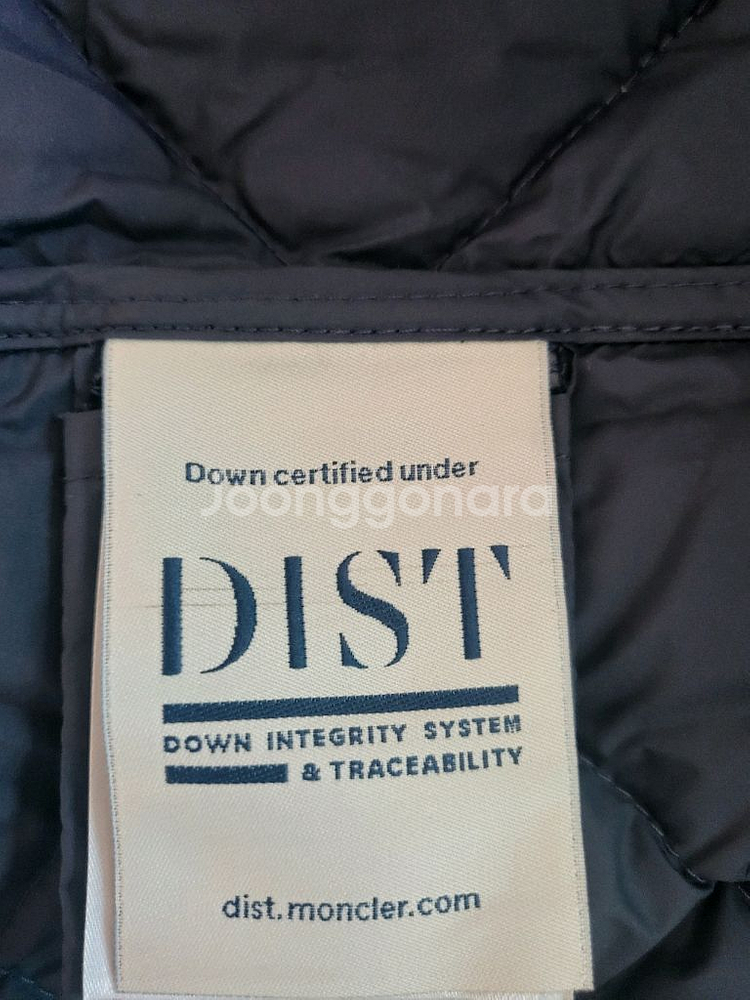 Down certified under
Joonggonara
DIST
DOWN INTEGRITY SYSTEM
& TRACEABILITY
dist.moncler.com